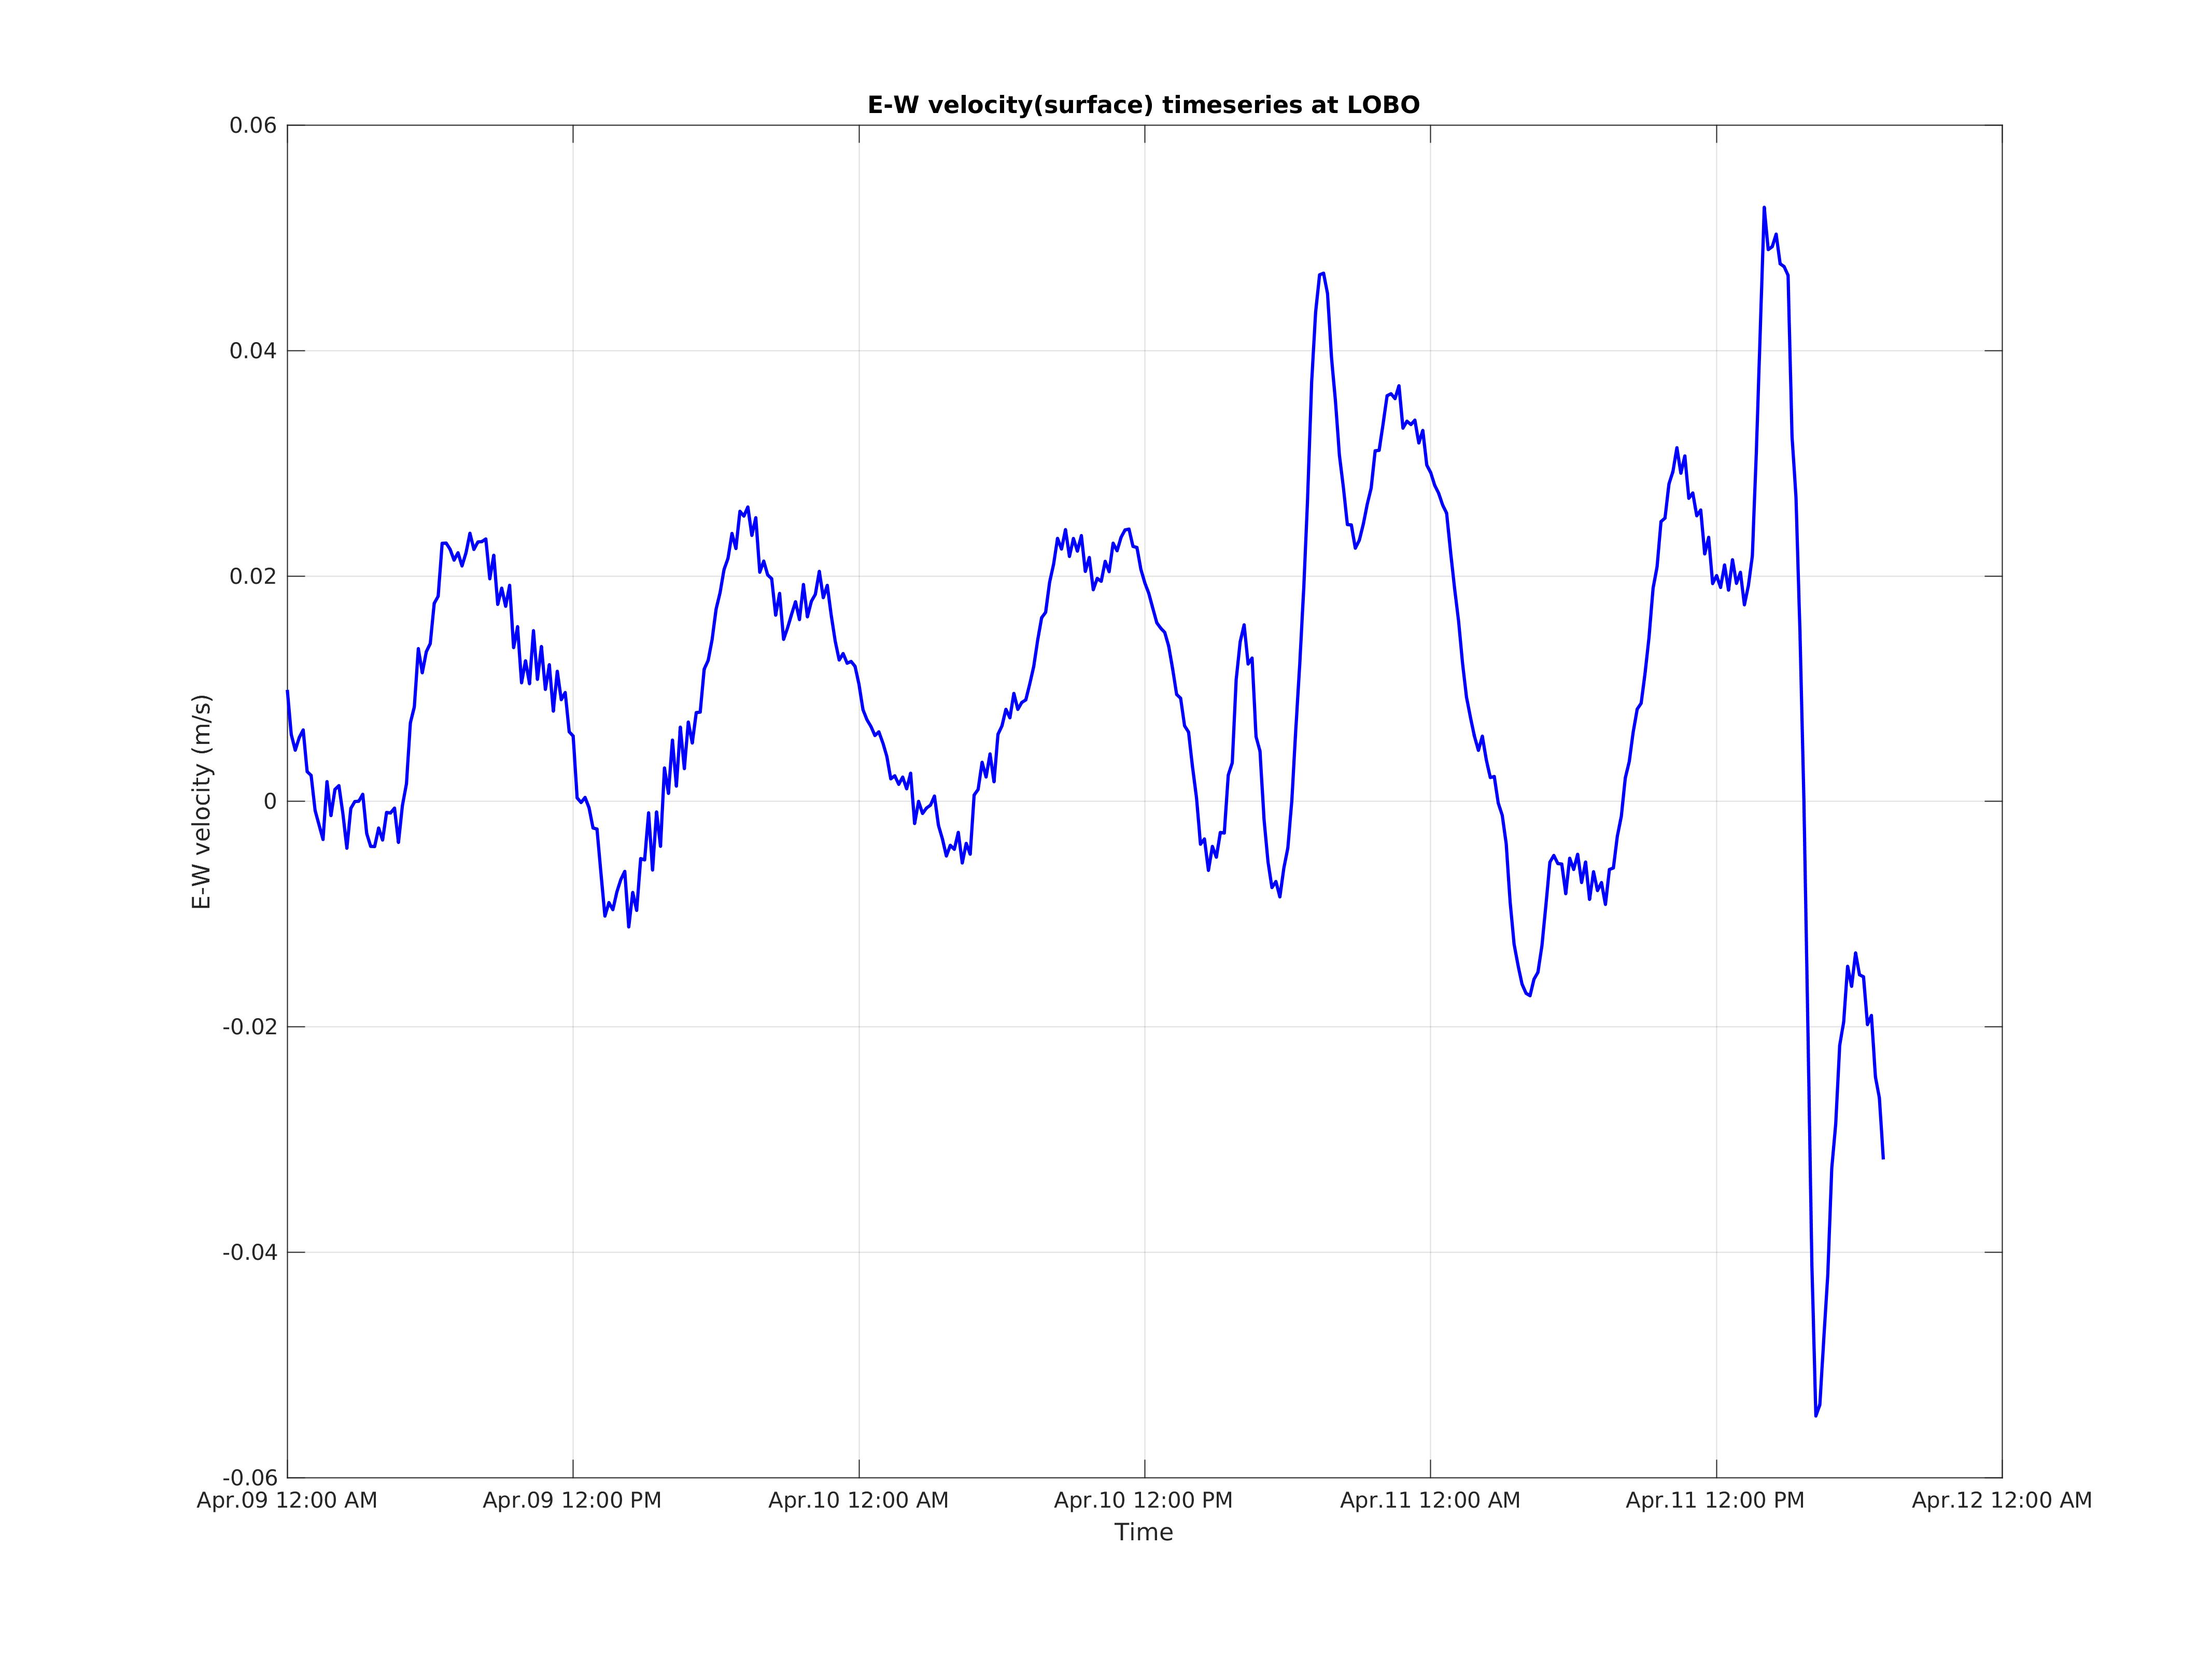 E-W velocity(surface) timeseries at LOBO
0.06
0.04
0.02
0
-0.02
-0.04
-0.06
E-W velocity (m/s)
Apr.09 12:00 AM Apr.09 12:00 PM Apr.10 12:00 AM Apr.10 12:00 PM Apr.11 12:00 AM Apr.11 12:00 PM Apr.12 12:00 AM
Time